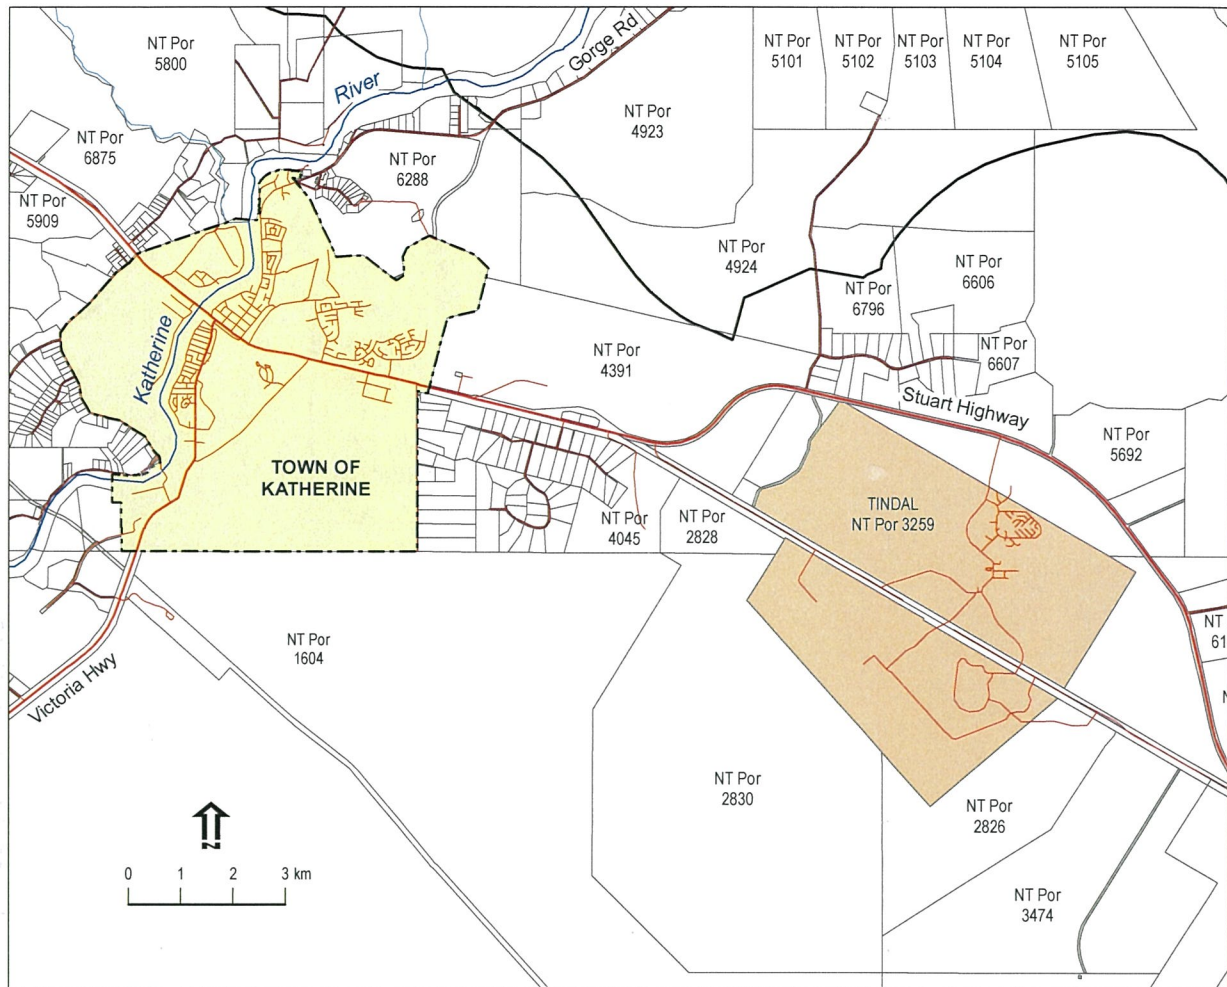 NT Por
5800
River
Gorge Rd
NT Por
5101
NT Por
5102
NT Por
5103
NT Por
5104
NT Por
5105
NT Por
4923
NT Por
6875
NT Por
6288
NT Por
5909
NT Por
4924
NT Por
6606
NT Por
6796
Katherine
NT Por
4391
NT Por
6607
Stuart Highway
NT Por
5692
TOWN OF
KATHERINE
TINDAL
NT Por 3259
NT Por
4045
NT Por
2828
NT Por
1604
NT
61
Victoria Hwy
N
NT Por
2830
NT Por
2826
N
0 1 2 3 km
NT Por
3474